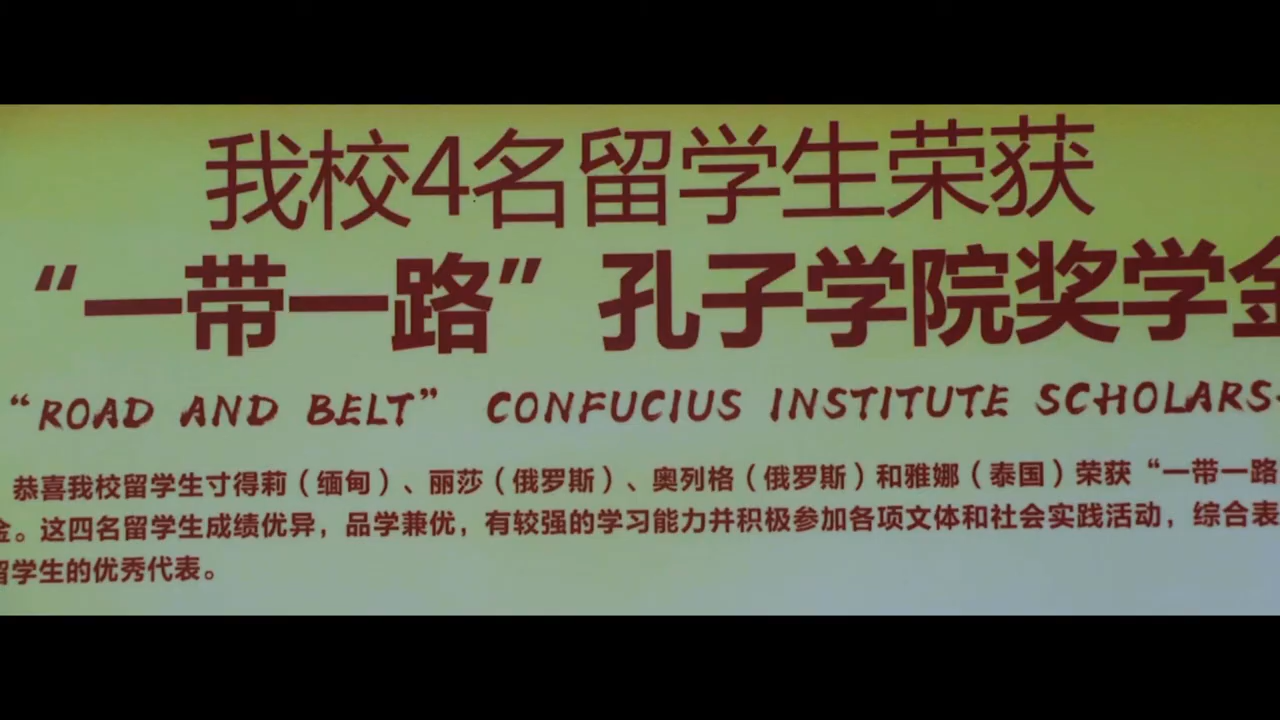 我校4名留学生荣获
“一带一路”孔子学院奖学金
“ROAD AND BELT” CONFUCIUS INSTITUTE SCHOLARS
恭喜我校留学生寸得莉（缅甸）、丽莎（俄罗斯）、奥列格（俄罗斯）和雅娜（泰国）荣获“一带一路
金。这四名留学生成绩优异，品学兼优，有较强的学习能力并积极参加各项文体和社会实践活动，综合表
留学生的优秀代表。